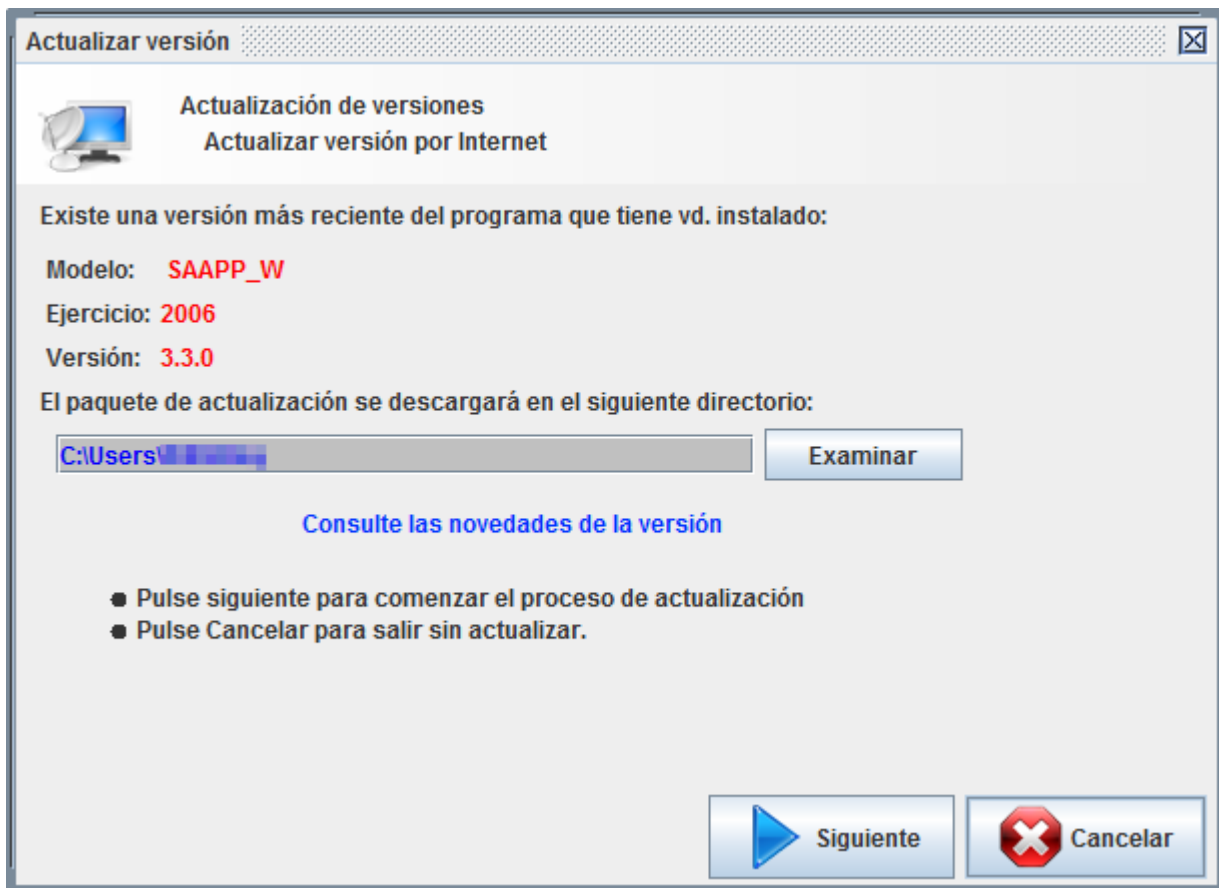 Actualizar versión
Actualización de versiones
Actualizar versión por Internet
Existe una versión más reciente del programa que tiene vd. instalado:
Modelo: SAAPP_W
Ejercicio: 2006
Versión: 3.3.0
El paquete de actualización se descargará en el siguiente directorio:
C:\Users\
Examinar
Consulte las novedades de la versión
Pulse siguiente para comenzar el proceso de actualización
Pulse Cancelar para salir sin actualizar.
Siguiente
Cancelar